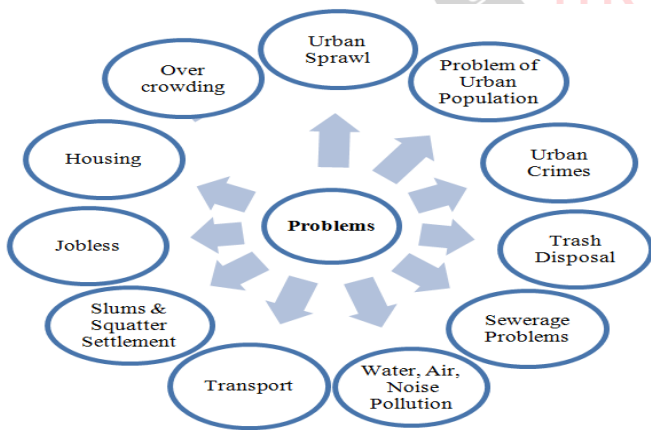 Urban
Sprawl
Problem of
Urban
Population
Urban
Crimes
Trash
Disposal
Sewerage
Problems
Water, Air,
Noise
Pollution
Transport
Slums &
Squatter
Settlement
Jobless
Housing
Over
crowding
Problems